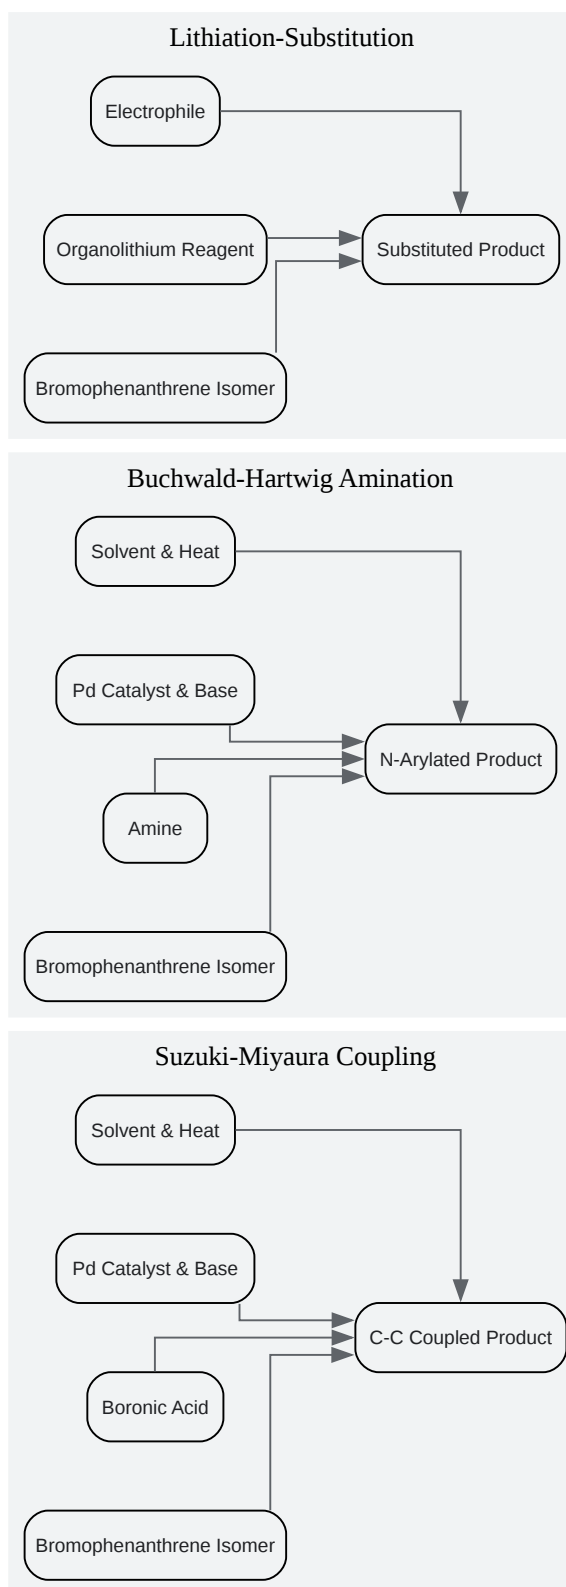 Lithiation-Substitution
Electrophile
Organolithium Reagent
Substituted Product
Bromophenanthrene Isomer
Buchwald-Hartwig Amination
Solvent & Heat
Pd Catalyst & Base
N-Arylated Product
Amine
Bromophenanthrene Isomer
Suzuki-Miyaura Coupling
Solvent & Heat
Pd Catalyst & Base
C-C Coupled Product
Boronic Acid
Bromophenanthrene Isomer